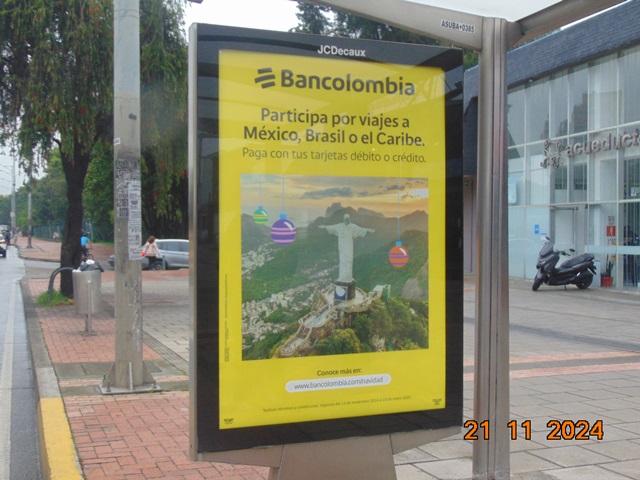 ASUBA+0385
JCDecaux
Bancolombia
Participa por viajes a
México, Brasil o el Caribe.
Paga con tus tarjetas débito o crédito.
acueducto
Conoce más en:
www.bancolombia.com/navidad
21 11 2024